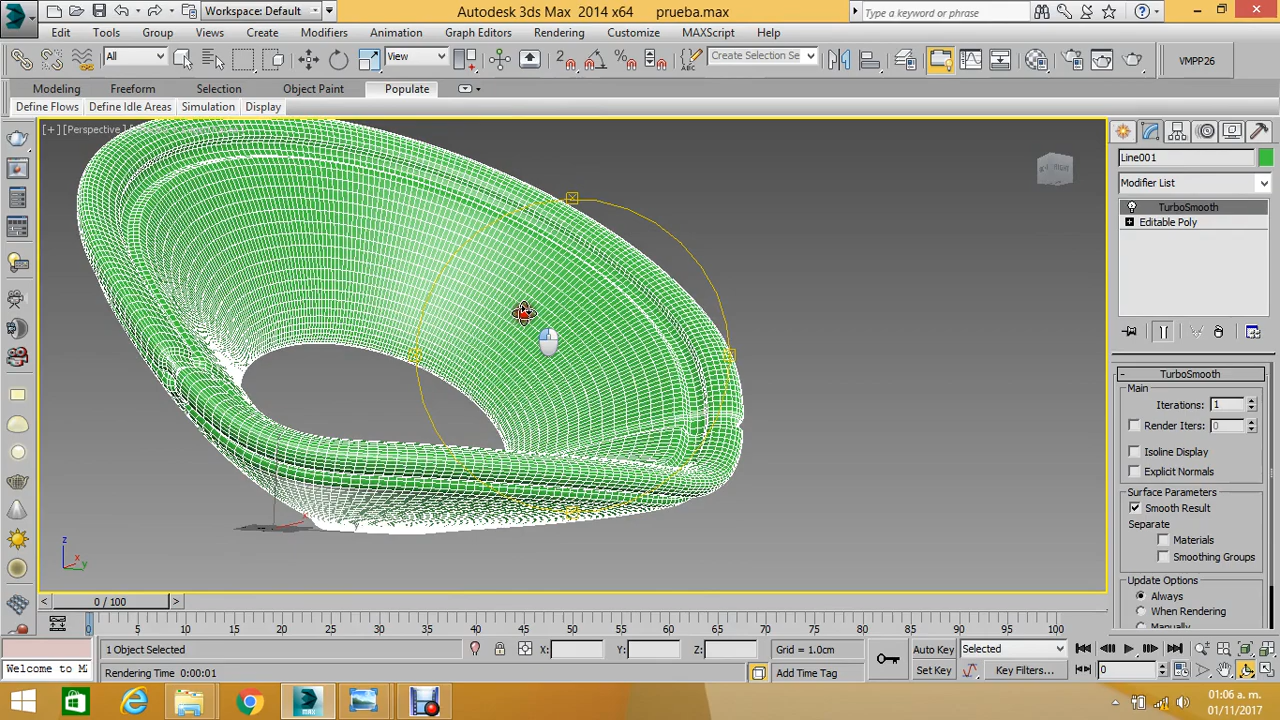 Workspace: Default
Autodesk 3ds Max 2014 x64 prueba.max
Type a keyword or phrase
Edit Tools Group Views Create Modifiers Animation Graph Editors Rendering Customize MAXScript Help
All
View
Create Selection Se
VMPP26
Modeling Freeform Selection Object Paint Populate
Define Flows Define Idle Areas Simulation Display
[+] [Perspective]
Line001
Modifier List
TurboSmooth
Editable Poly
TurboSmooth
Main
Iterations: 1
Render Iters: 0
Isoline Display
Explicit Normals
Surface Parameters
Smooth Result
Separate
Materials
Smoothing Groups
Update Options
Always
When Rendering
Manually
z
x
y
0 / 100
0 5 10 15 20 25 30 35 40 45 50 55 60 65 70 75 80 85 90 95 100
1 Object Selected
X: Y: Z:
Grid = 1.0cm
Auto Key
Selected
Welcome to M
Rendering Time 0:00:01
Add Time Tag
Set Key
Key Filters...
0
MAX
01:06 a. m.
01/11/2017